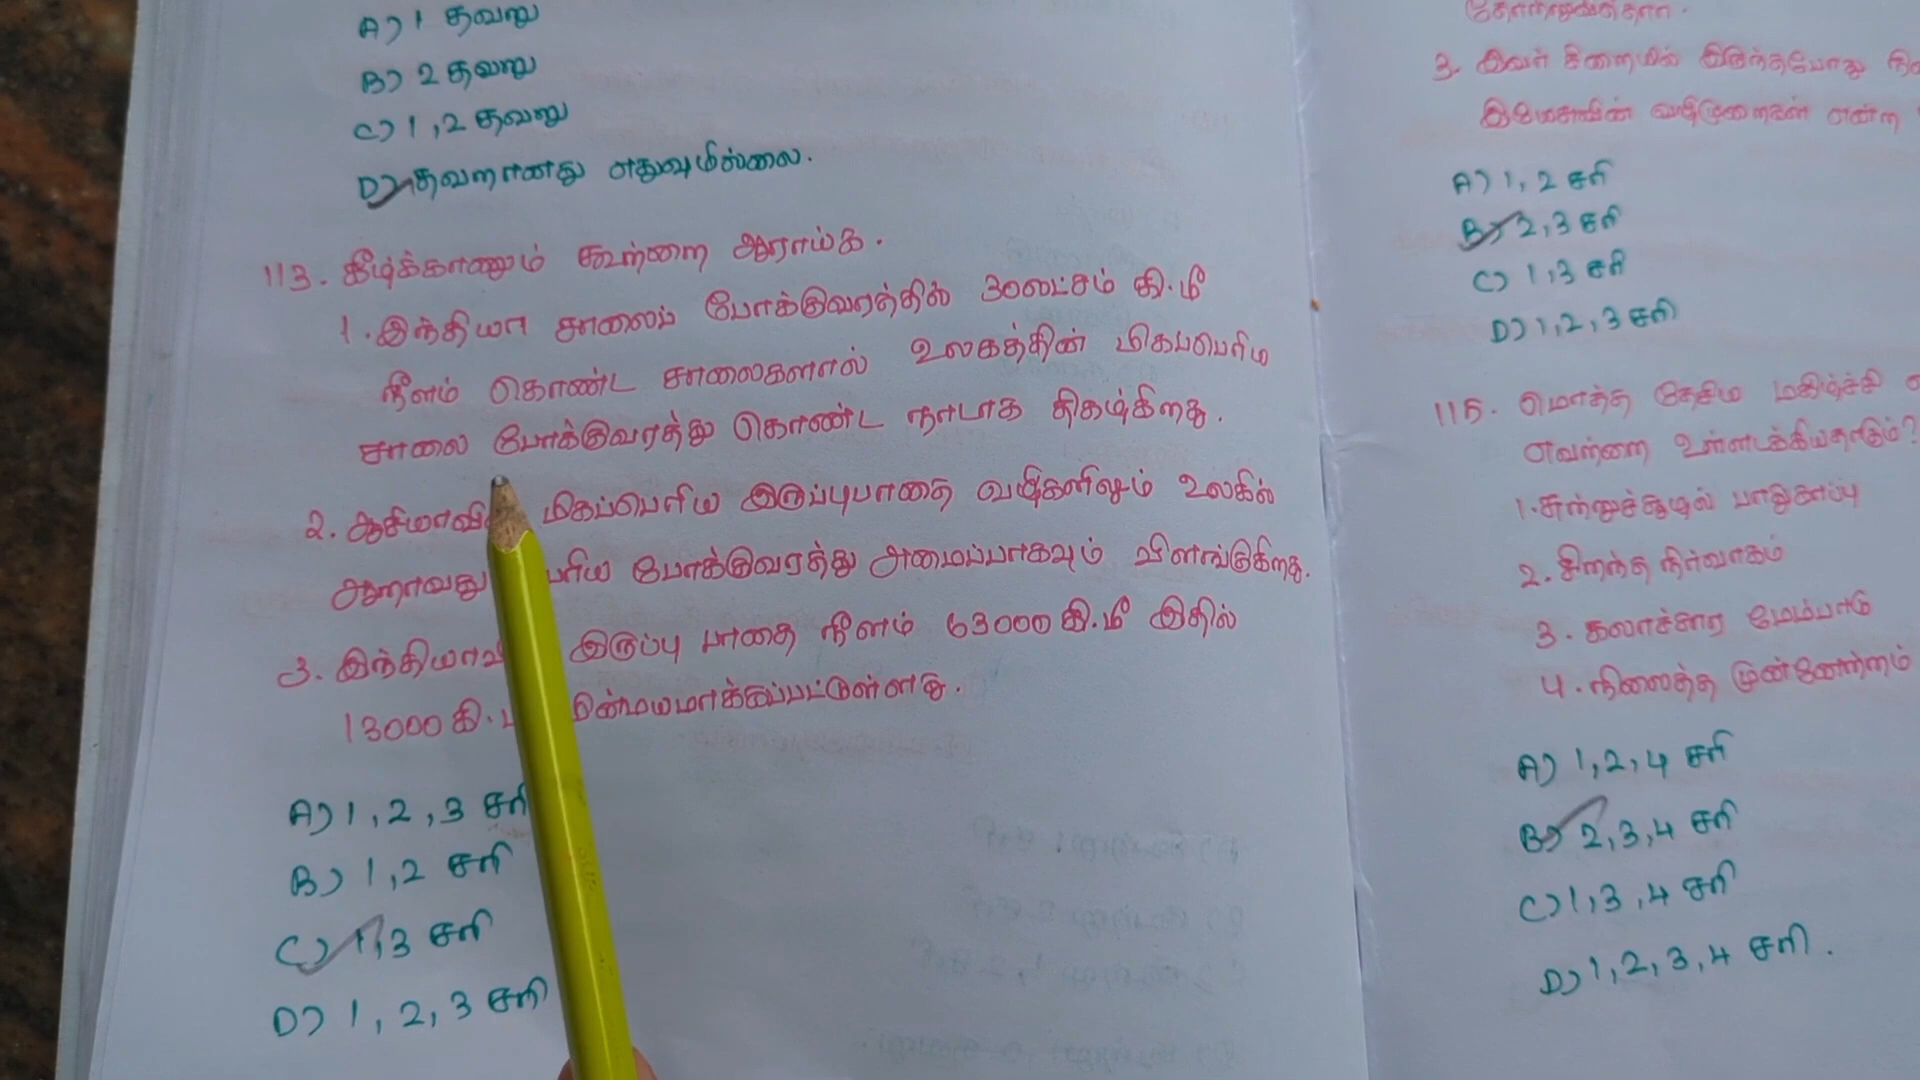 A) 1 தவறு
B) 2 தவறு
C) 1, 2 தவறு
D) தவறானது எதுவுமில்லை.
113. கீழ்க்காணும் கூற்றை ஆராய்க.
1. இந்தியா சாலைப் போக்குவரத்தில் 30லட்சம் கி.மீ
நீளம் கொண்ட சாலைகளால் உலகத்தின் மிகப்பெரிய
சாலை போக்குவரத்து கொண்ட நாடாக திகழ்கிறது.
2. மிகப்பெரிய இருப்புபாதை வழிகளிலும் உலகில்
ஆறாவது போக்குவரத்து அமைப்பாகவும் விளங்குகிறது.
3. இருப்பு பாதை நீளம் 63000 கி.மீ இதில்
13000 கி. மின்மயமாக்கப்பட்டுள்ளது.
A) 1, 2, 3 சரி
B) 1, 2 சரி
C) 1, 3 சரி
D) 1, 2, 3 சரி
3. இவர் சிறையில் இருந்தபோது
A) 1, 2 சரி
B) 2, 3 சரி
C) 1, 3 சரி
D) 1, 2, 3 சரி
115. மொத்த தேசிய மகிழ்ச்சி
எவற்றை உள்ளடக்கியதாகும்?
1. சுற்றுச்சூழல் பாதுகாப்பு
2. சிறந்த நிர்வாகம்
3. கலாச்சார மேம்பாடு
4. நிலைத்த முன்னேற்றம்
A) 1, 2, 4 சரி
B) 2, 3, 4 சரி
C) 1, 3, 4 சரி
D) 1, 2, 3, 4 சரி.